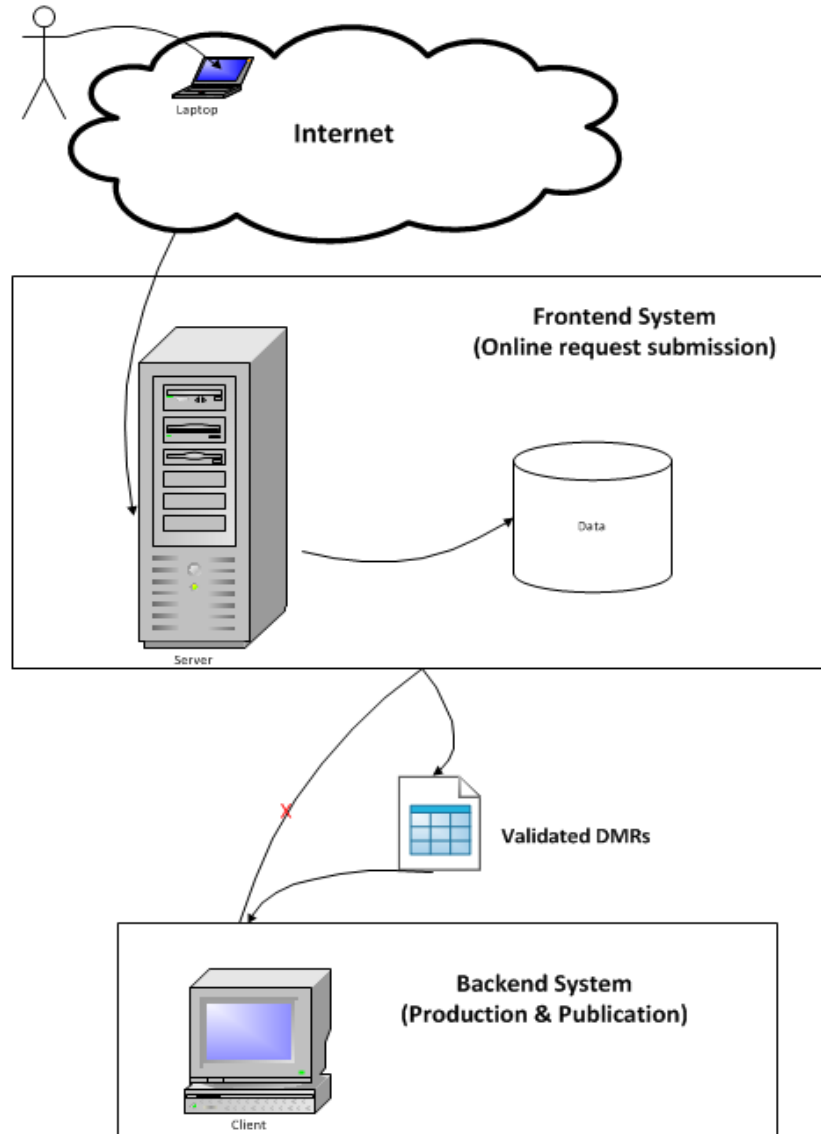 Laptop
Internet
Frontend System
(Online request submission)
Data
Server
X
Validated DMRs
Backend System
(Production & Publication)
Client